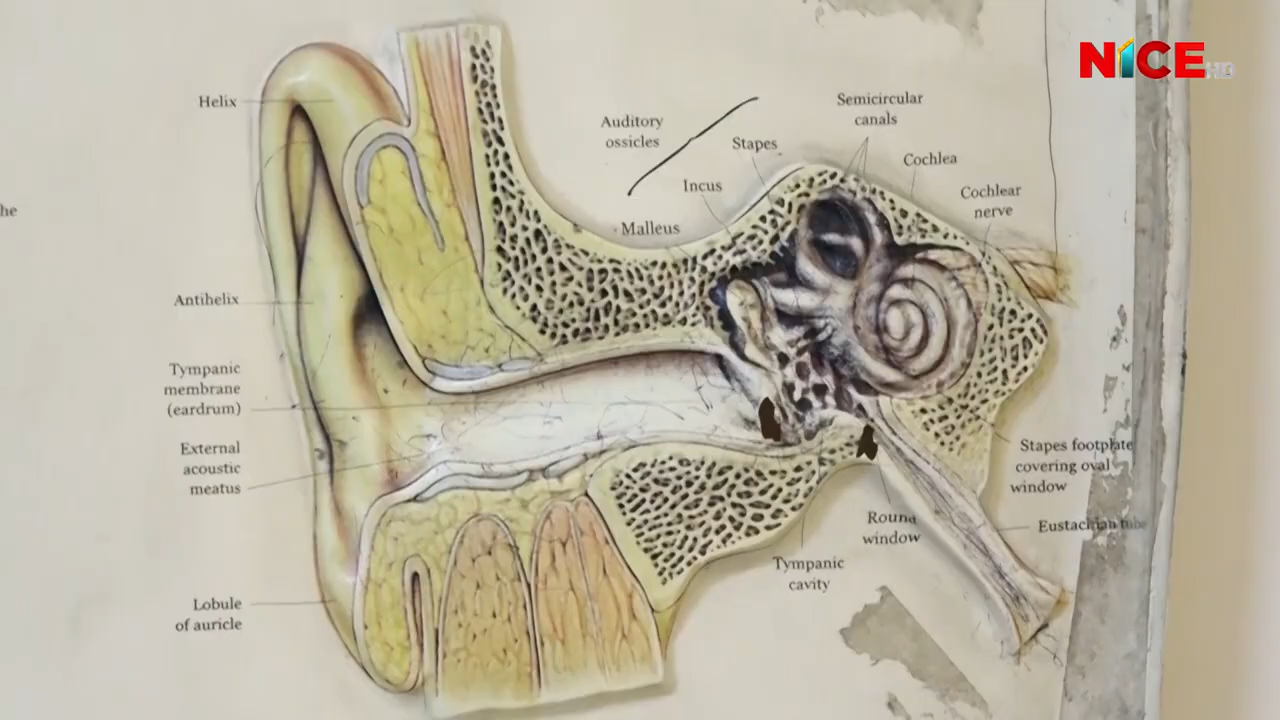 NICE HD
Helix
Auditory
ossicles
Semicircular
canals
Stapes
Cochlea
Incus
Cochlear
nerve
Malleus
he
Antihelix
Tympanic
membrane
(eardrum)
External
acoustic
meatus
Stapes footplate
covering oval
window
Round
window
Eustachian tube
Tympanic
cavity
Lobule
of auricle